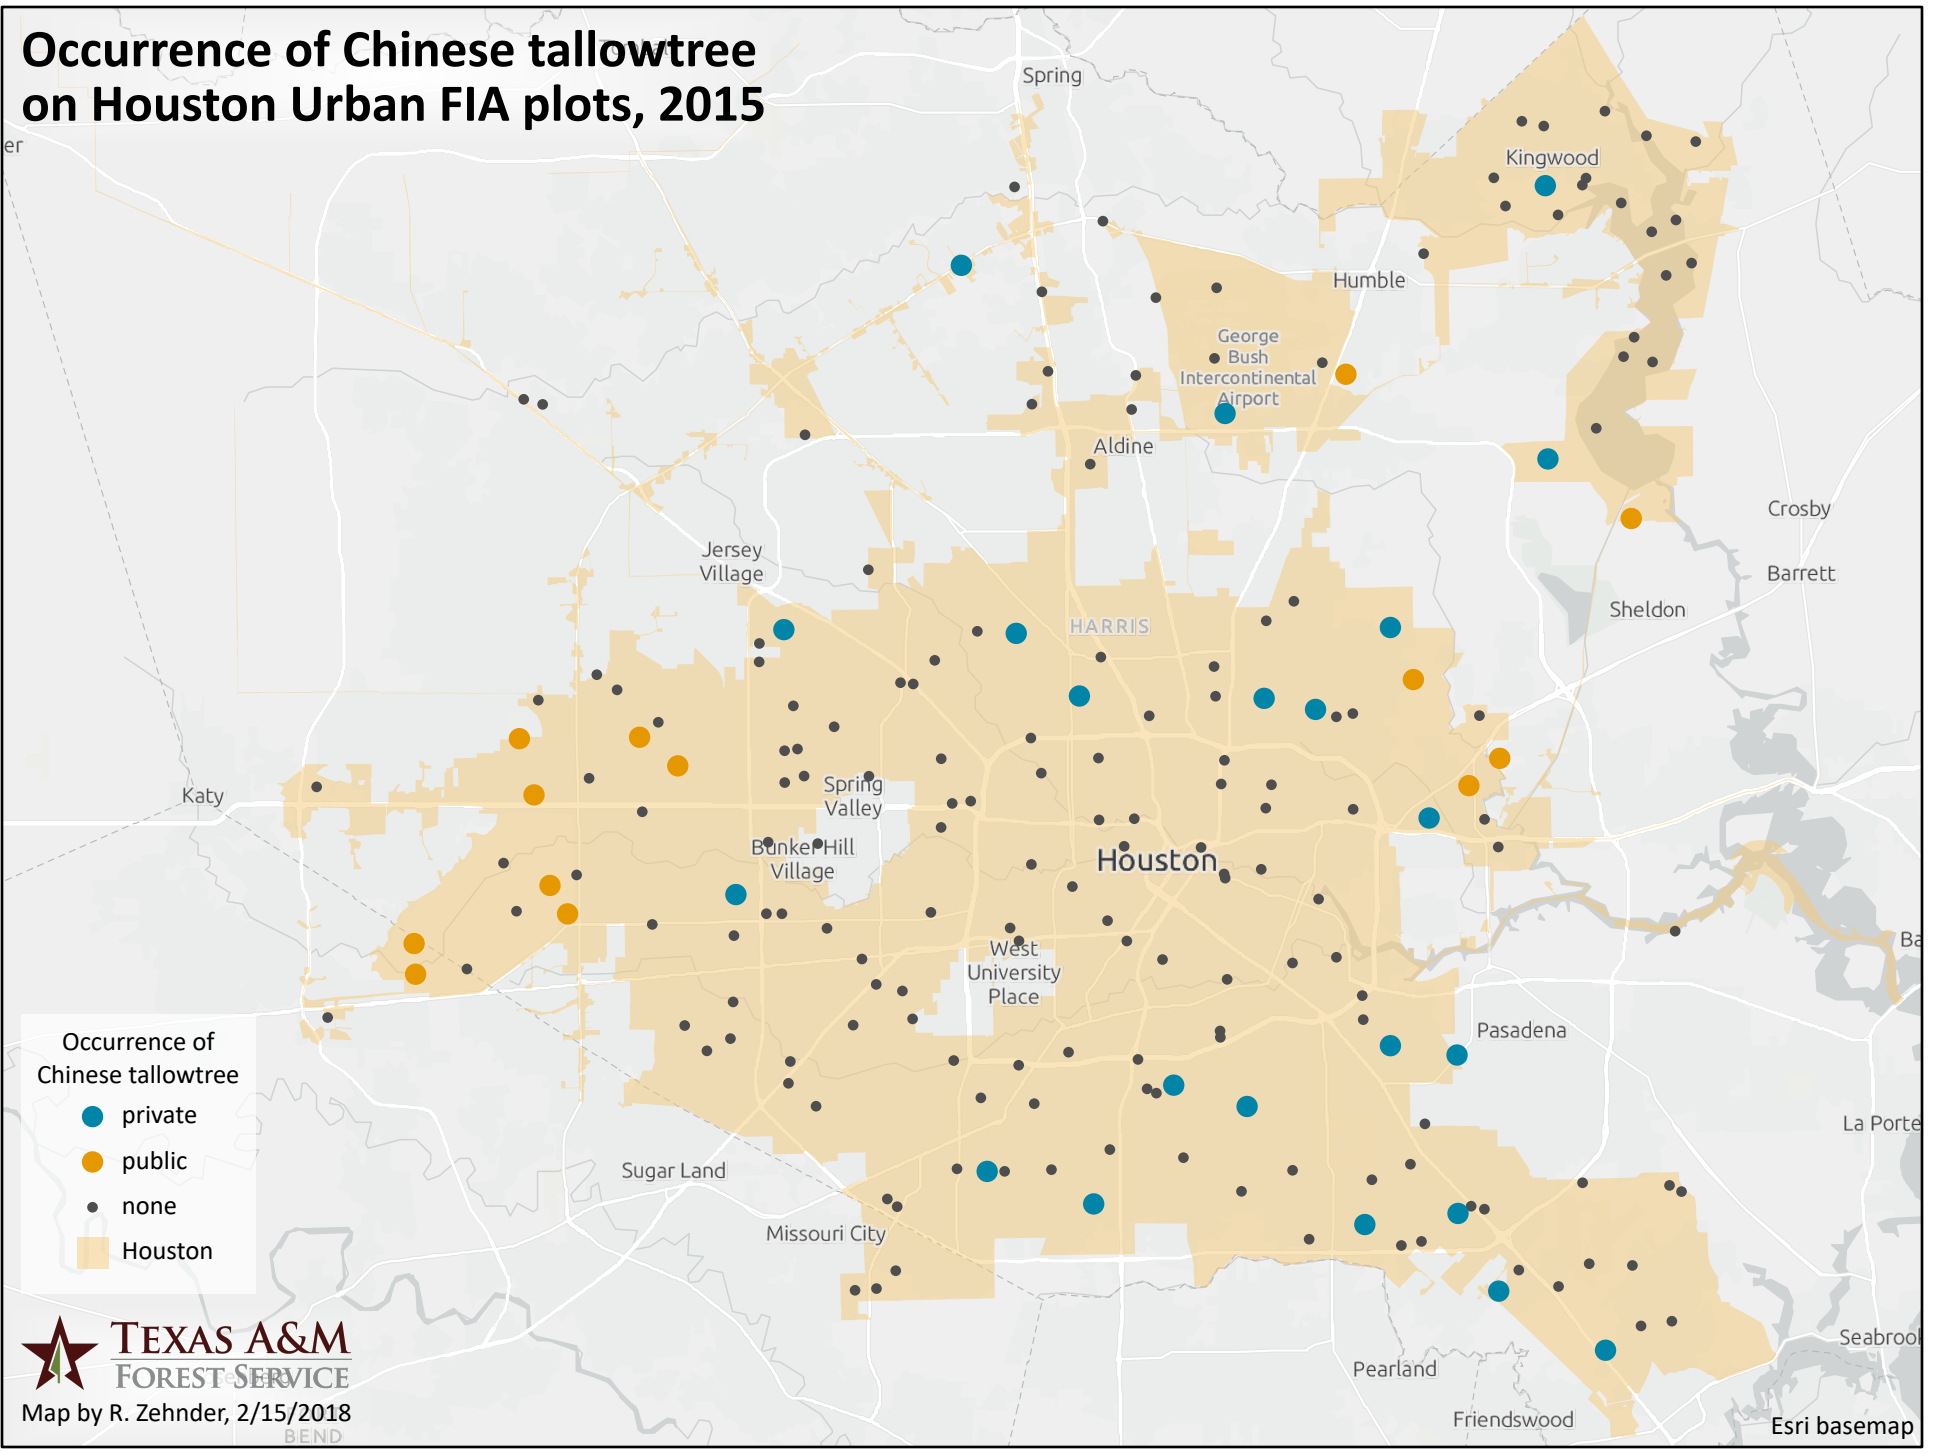 Occurrence of Chinese tallowtree
on Houston Urban FIA plots, 2015
Spring
er
Kingwood
Humble
George
Bush
Intercontinental
Airport
Aldine
Crosby
Jersey
Village
Barrett
Sheldon
HARRIS
Katy
Spring
Valley
Bunker Hill
Village
Houston
West
University
Place
Ba
Pasadena
La Porte
Sugar Land
Missouri City
Seabrook
Pearland
Friendswood
Occurrence of
Chinese tallowtree
private
public
none
Houston
TEXAS A&M
FOREST SERVICE
Map by R. Zehnder, 2/15/2018
BEND
Esri basemap